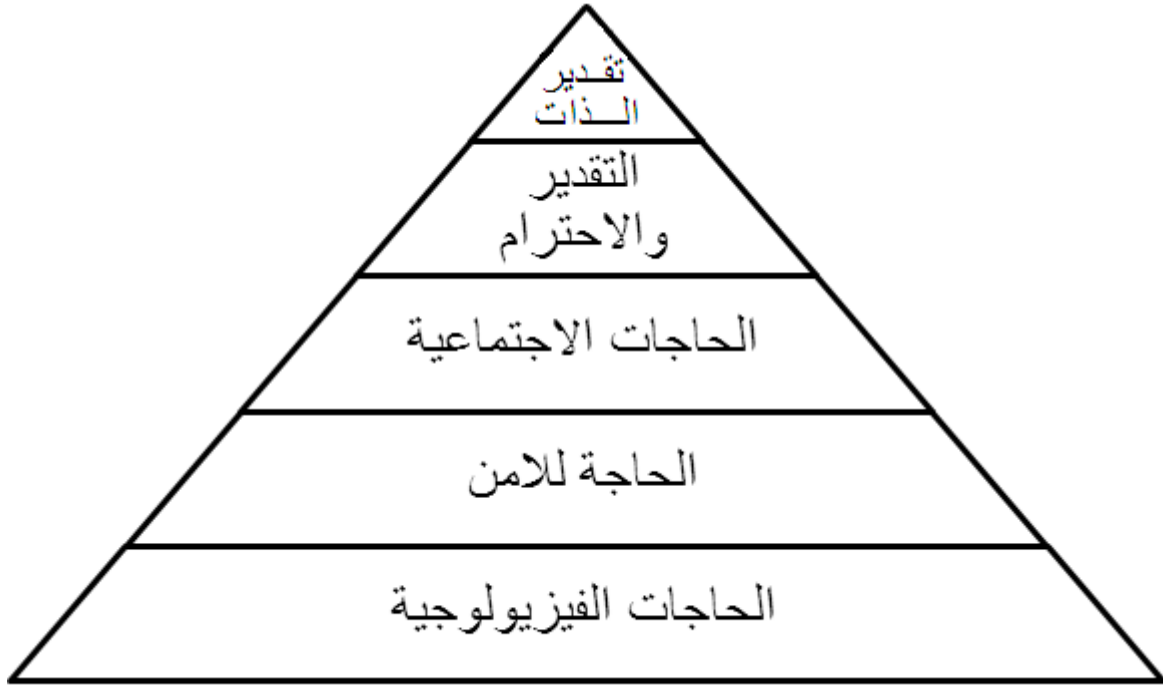 تقـدير
الــذات
التقدير
والاحترام
الحاجات الاجتماعية
الحاجة للامن
الحاجات الفيزيولوجية